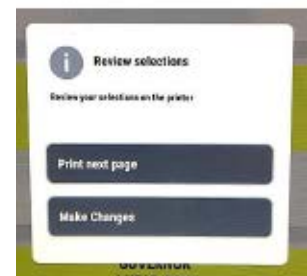 Review selections
Review your selections on the printer
Print next page
Make Changes
GOVERNOR